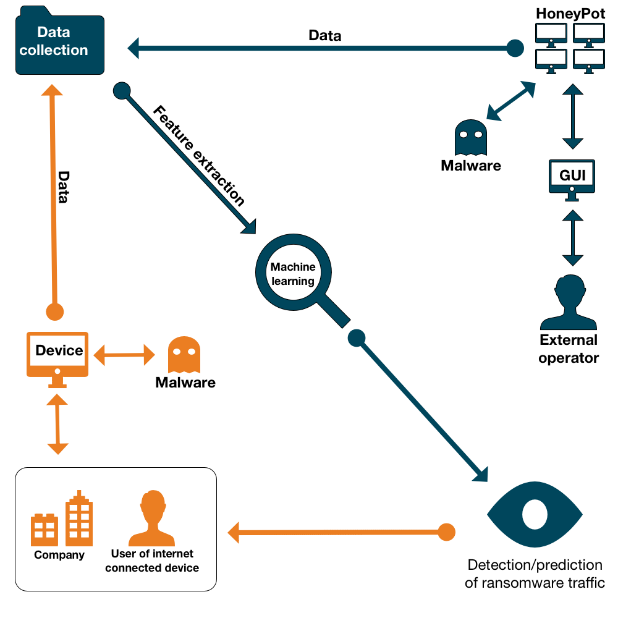 HoneyPot
Data
collection
Data
Feature extraction
Malware
GUI
Data
Machine
learning
External
operator
Device
Malware
Company
User of internet
connected device
Detection/prediction
of ransomware traffic